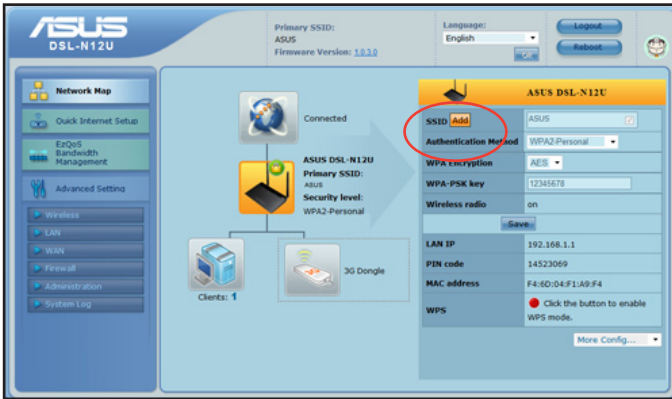 ASUS
DSL-N12U
Primary SSID:
ASUS
Firmware Version: 1.0.3.0
Language:
English
OK
Logout
Reboot
Network Map
Quick Internet Setup
EzQoS
Bandwidth
Management
Advanced Setting
Wireless
LAN
WAN
Firewall
Administration
System Log
Connected
ASUS DSL-N12U
Primary SSID:
ASUS
Security level:
WPA2-Personal
Clients: 1
3G Dongle
ASUS DSL-N12U
SSID Add ASUS
Authentication Method WPA2-Personal
WPA Encryption AES
WPA-PSK key 12345678
Wireless radio on
Save
LAN IP 192.168.1.1
PIN code 14523069
MAC address F4:6D:04:F1:A9:F4
WPS Click the button to enable
WPS mode.
More Config...